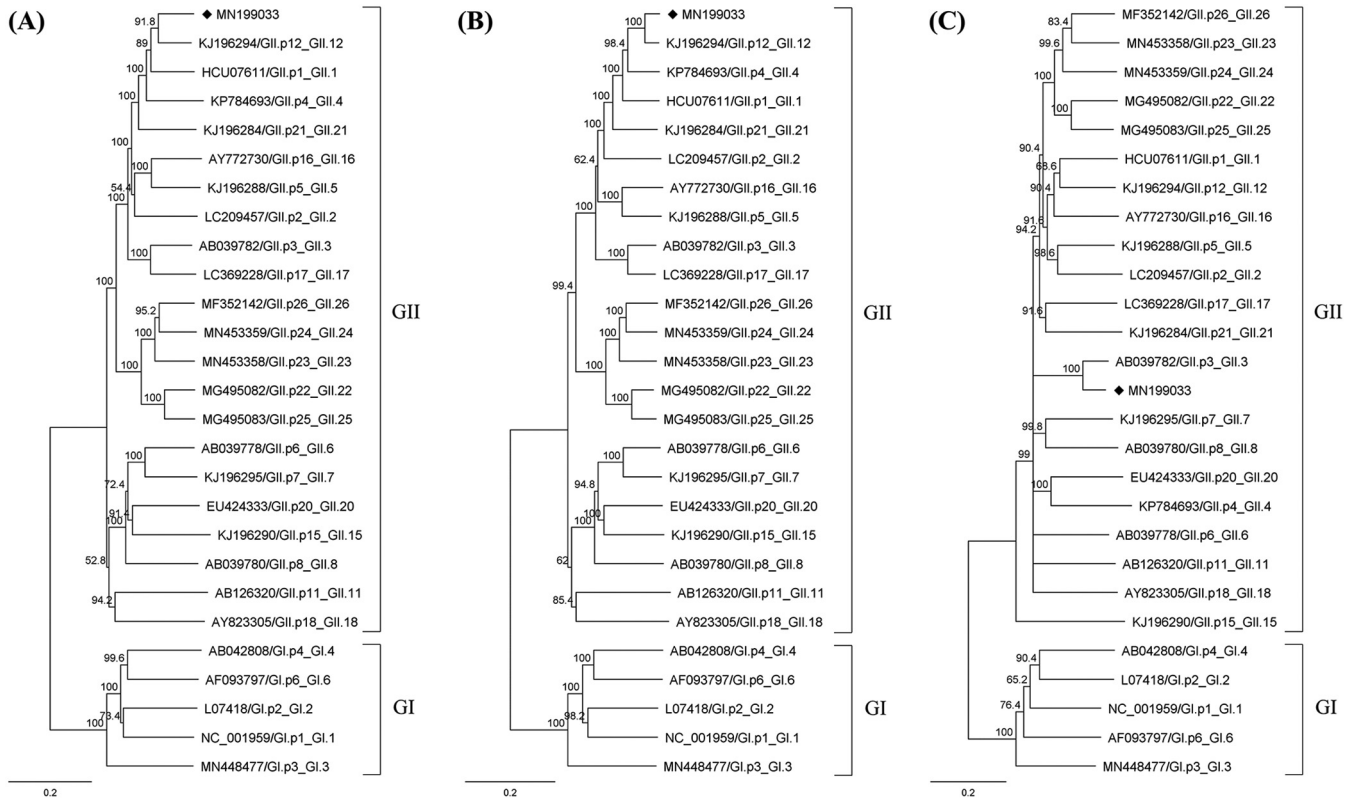 (A)
◆ MN199033
91.8
KJ196294/GII.p12_GII.12
89
HCU07611/GII.p1_GII.1
100
KP784693/GII.p4_GII.4
100
KJ196284/GII.p21_GII.21
100
AY772730/GII.p16_GII.16
100
KJ196288/GII.p5_GII.5
54.4
LC209457/GII.p2_GII.2
100
AB039782/GII.p3_GII.3
100
LC369228/GII.p17_GII.17
MF352142/GII.p26_GII.26
95.2
MN453359/GII.p24_GII.24
100
MN453358/GII.p23_GII.23
100
MG495082/GII.p22_GII.22
100
MG495083/GII.p25_GII.25
AB039778/GII.p6_GII.6
100
KJ196295/GII.p7_GII.7
72.4
EU424333/GII.p20_GII.20
91.4
KJ196290/GII.p15_GII.15
100
AB039780/GII.p8_GII.8
52.8
AB126320/GII.p11_GII.11
94.2
AY823305/GII.p18_GII.18
AB042808/GI.p4_GI.4
99.6
AF093797/GI.p6_GI.6
100
L07418/GI.p2_GI.2
73.4
NC_001959/GI.p1_GI.1
100
MN448477/GI.p3_GI.3
GII
GI
0.2
(B)
◆ MN199033
100
KJ196294/GII.p12_GII.12
98.4
KP784693/GII.p4_GII.4
100
HCU07611/GII.p1_GII.1
100
KJ196284/GII.p21_GII.21
100
LC209457/GII.p2_GII.2
62.4
AY772730/GII.p16_GII.16
100
KJ196288/GII.p5_GII.5
100
AB039782/GII.p3_GII.3
100
LC369228/GII.p17_GII.17
99.4
MF352142/GII.p26_GII.26
100
MN453359/GII.p24_GII.24
100
MN453358/GII.p23_GII.23
100
MG495082/GII.p22_GII.22
100
MG495083/GII.p25_GII.25
AB039778/GII.p6_GII.6
100
KJ196295/GII.p7_GII.7
94.8
EU424333/GII.p20_GII.20
100
KJ196290/GII.p15_GII.15
100
AB039780/GII.p8_GII.8
62
AB126320/GII.p11_GII.11
85.4
AY823305/GII.p18_GII.18
AB042808/GI.p4_GI.4
100
AF093797/GI.p6_GI.6
100
L07418/GI.p2_GI.2
98.2
NC_001959/GI.p1_GI.1
100
MN448477/GI.p3_GI.3
GII
GI
0.2
(C)
MF352142/GII.p26_GII.26
83.4
MN453358/GII.p23_GII.23
99.6
MN453359/GII.p24_GII.24
100
MG495082/GII.p22_GII.22
100
MG495083/GII.p25_GII.25
90.4
HCU07611/GII.p1_GII.1
68.6
KJ196294/GII.p12_GII.12
90.4
AY772730/GII.p16_GII.16
91.6
94.2
KJ196288/GII.p5_GII.5
98.6
LC209457/GII.p2_GII.2
LC369228/GII.p17_GII.17
91.6
KJ196284/GII.p21_GII.21
AB039782/GII.p3_GII.3
100
◆ MN199033
KJ196295/GII.p7_GII.7
99.8
AB039780/GII.p8_GII.8
99
EU424333/GII.p20_GII.20
100
KP784693/GII.p4_GII.4
AB039778/GII.p6_GII.6
AB126320/GII.p11_GII.11
AY823305/GII.p18_GII.18
KJ196290/GII.p15_GII.15
AB042808/GI.p4_GI.4
90.4
L07418/GI.p2_GI.2
65.2
NC_001959/GI.p1_GI.1
76.4
AF093797/GI.p6_GI.6
100
MN448477/GI.p3_GI.3
GII
GI
0.2